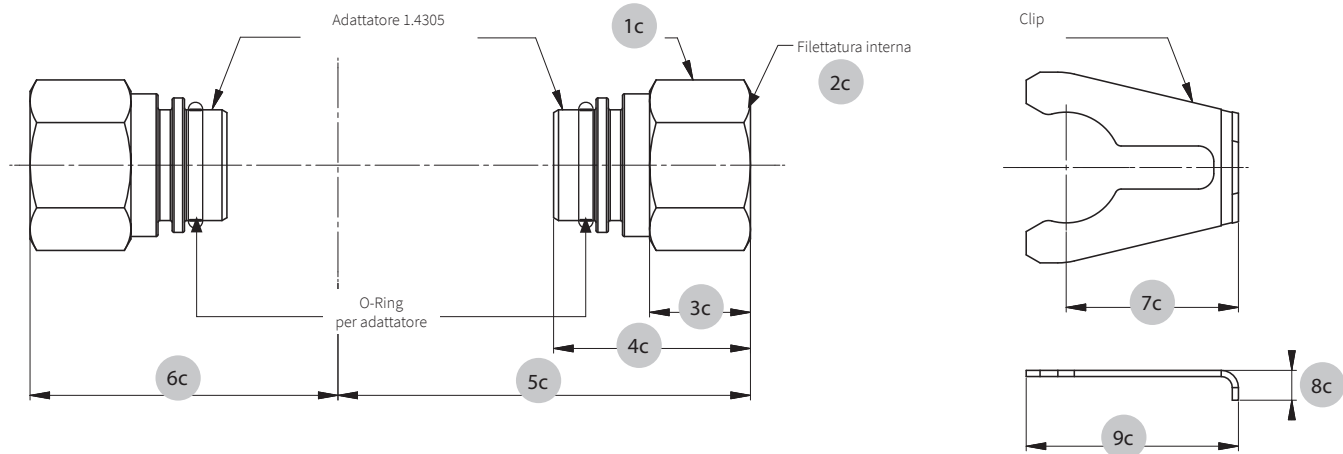 Adattatore 1.4305
1c
Filettatura interna
2c
Clip
O-Ring
per adattatore
3c
4c
5c
6c
7c
8c
9c